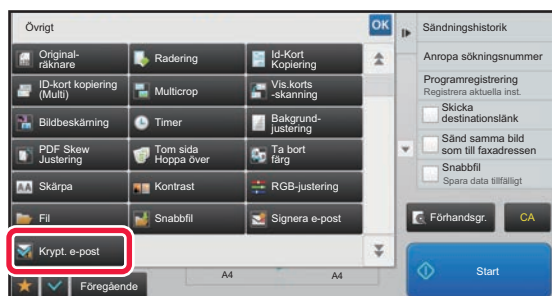 Övrigt
OK
Original-
räknare
Radering
Id-Kort
Kopiering
ID-kort kopiering
(Multi)
Multicrop
Vis.korts
-skanning
Bildbeskärning
Timer
Bakgrund-
justering
PDF Skew
Justering
Tom sida
Hoppa över
Ta bort
färg
Skärpa
Kontrast
RGB-justering
Fil
Snabbfil
Signera e-post
Krypt. e-post
Föregående
A4
A4
Sändningshistorik
Anropa sökningsnummer
Programregistrering
Registrera aktuella inst.
Skicka
destinationslänk
Sänd samma bild
som till faxadressen
Snabbfil
Spara data tillfälligt
Förhandsgr.
CA
Start